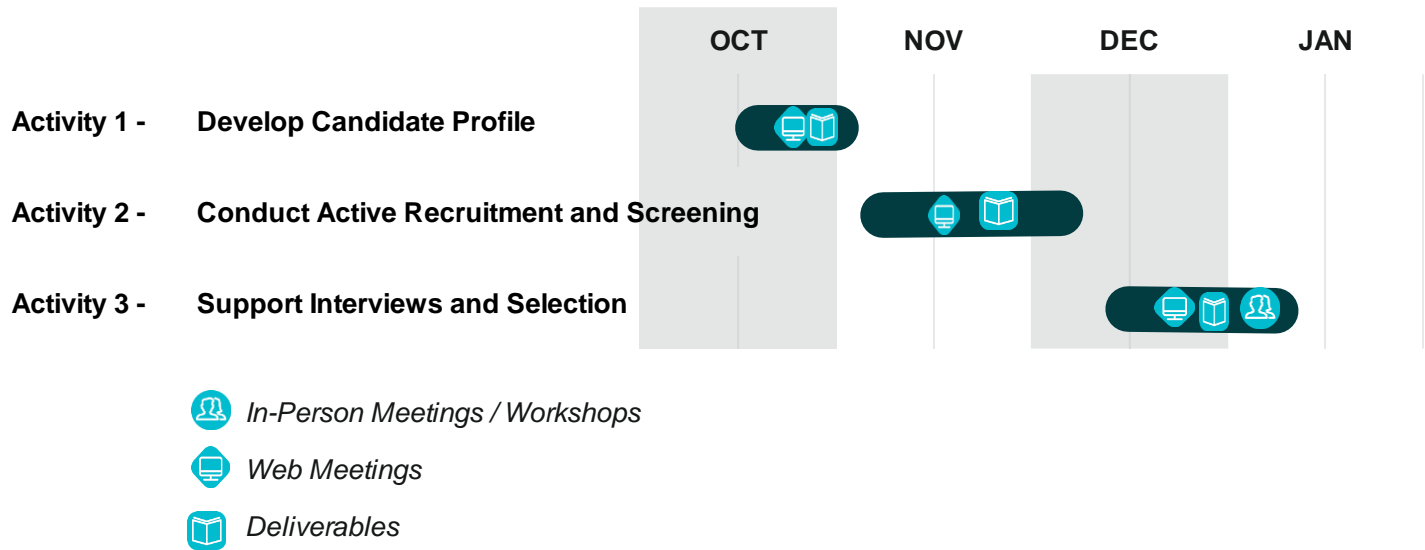 OCT NOV DEC JAN
Activity 1 - Develop Candidate Profile
Activity 2 - Conduct Active Recruitment and Screening
Activity 3 - Support Interviews and Selection
In-Person Meetings / Workshops
Web Meetings
Deliverables